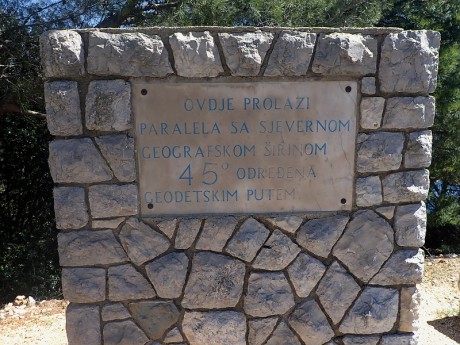 OVDJE PROLAZI
PARALELA SA SJEVERNOM
GEOGRAFSKOM ŠIRINOM
45° ODREĐENA
GEODETSKIM PUTEM